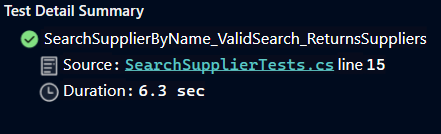 Test Detail Summary
SearchSupplierByName_ValidSearch_ReturnsSuppliers
Source: SearchSupplierTests.cs line 15
Duration: 6.3 sec